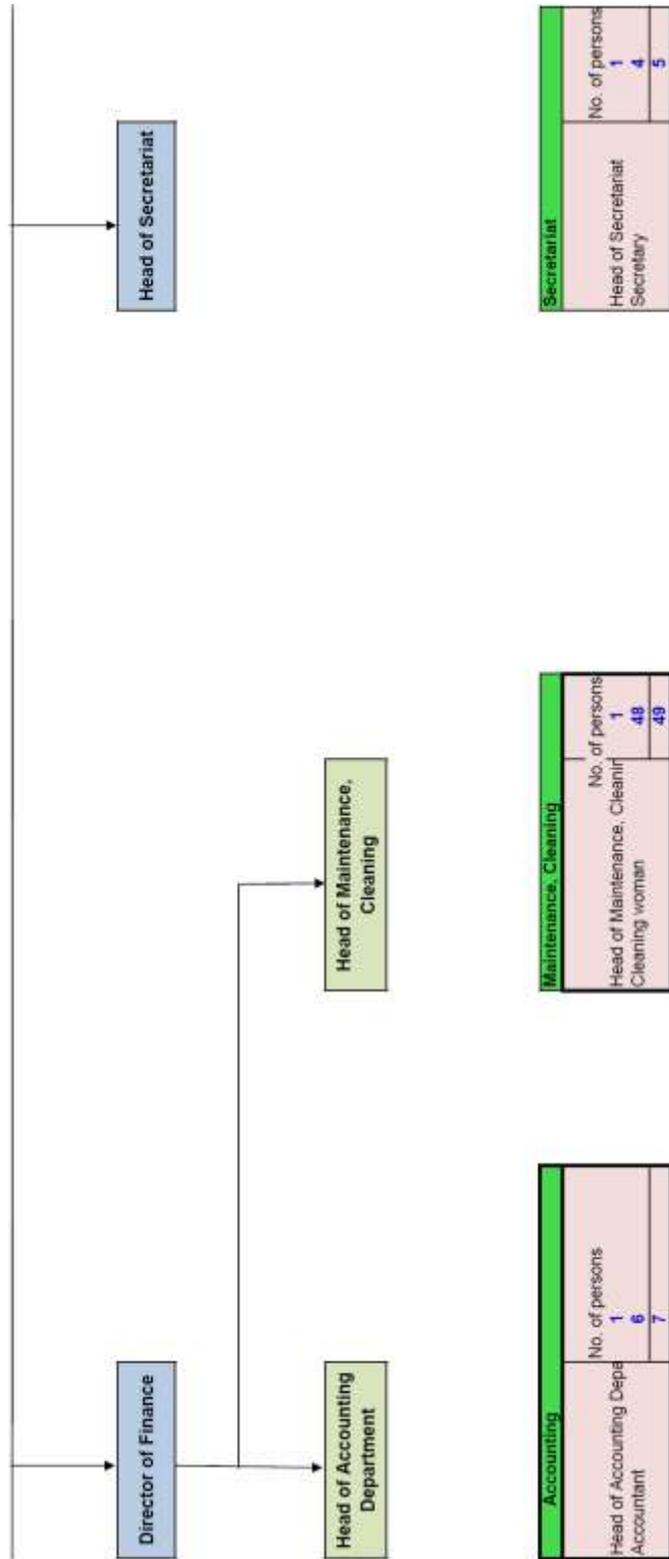 Director of Finance
Head of Secretariat
Head of Accounting
Department
Head of Maintenance,
Cleaning
Accounting
No. of persons
Head of Accounting Depa 1
Accountant 6
7
Maintenance, Cleaning
No. of persons
Head of Maintenance, Cleanin 1
Cleaning woman 48
49
Secretariat
No. of persons
Head of Secretariat 1
Secretary 4
5